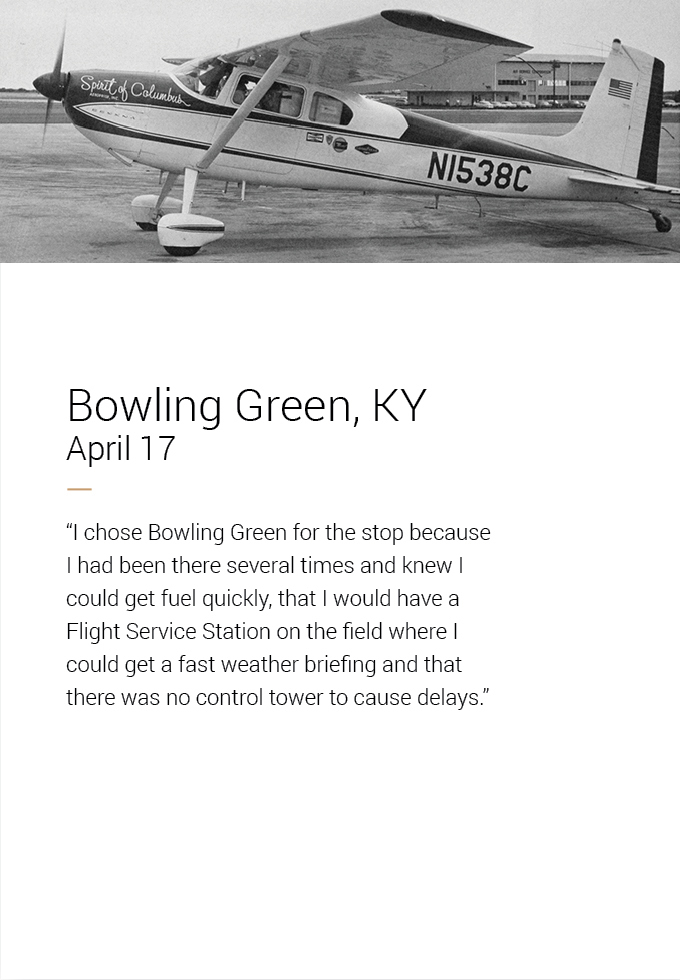 Spirit of Columbus
N1538C
Bowling Green, KY
April 17
“I chose Bowling Green for the stop because
I had been there several times and knew I
could get fuel quickly, that I would have a
Flight Service Station on the field where I
could get a fast weather briefing and that
there was no control tower to cause delays.”